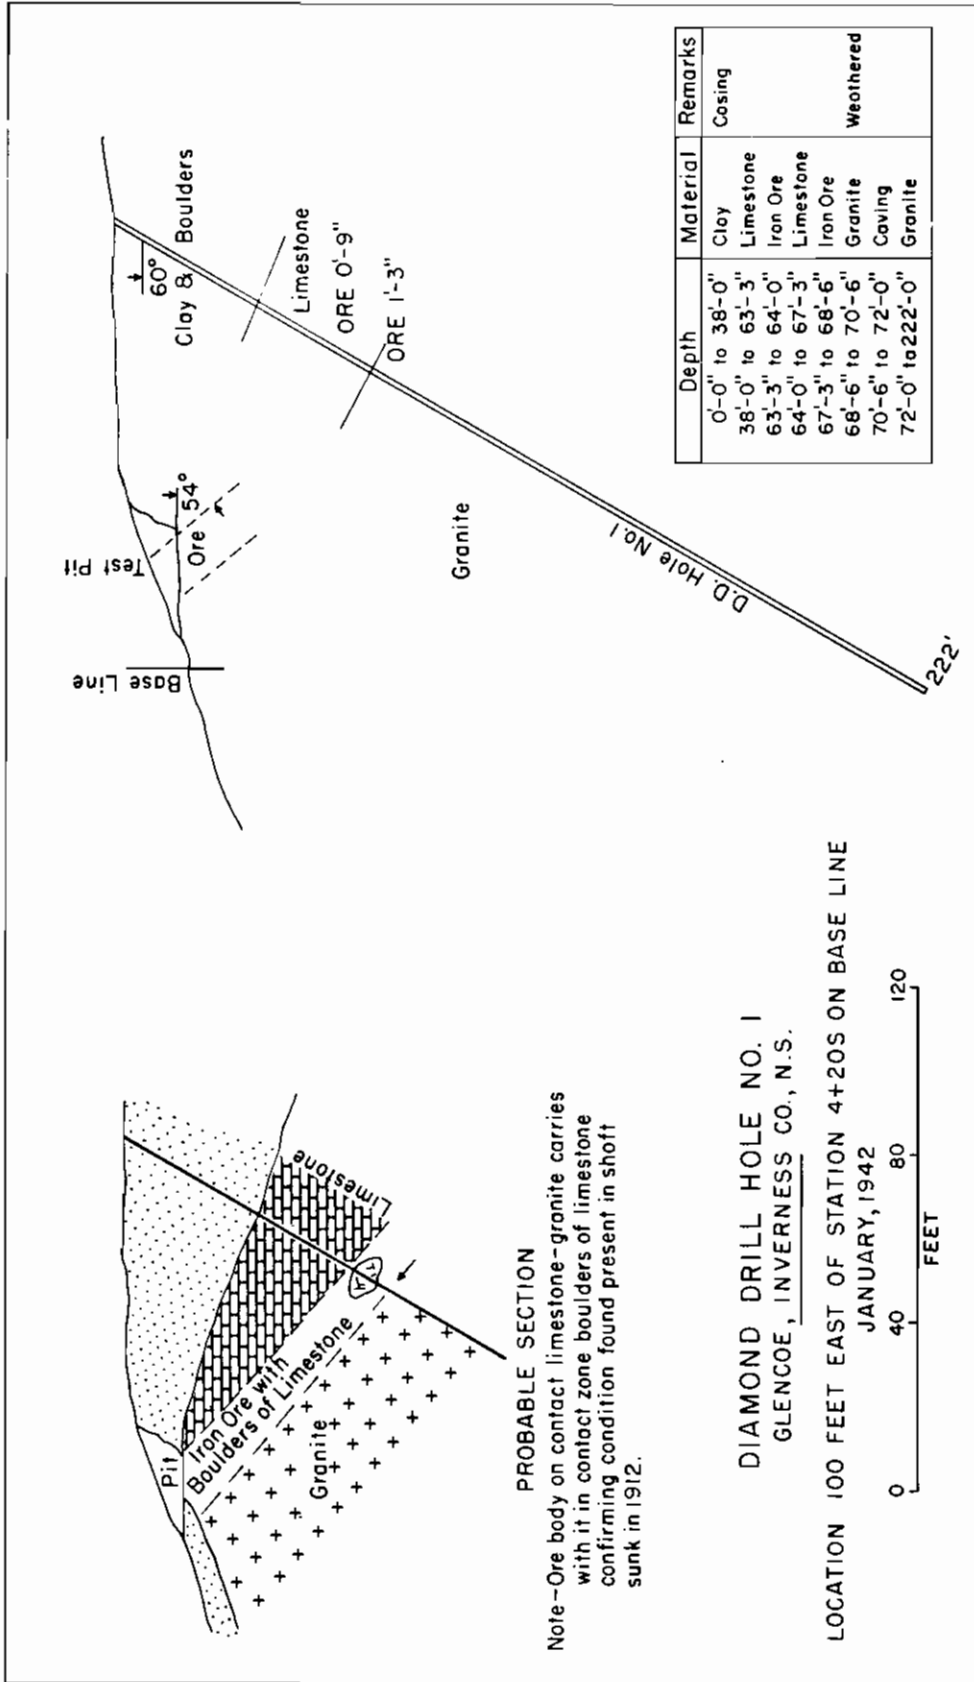 Pit
Iron Ore with
Boulders of Limestone
Granite
Limestone
PROBABLE SECTION
Note-Ore body on contact limestone-granite carries
with it in contact zone boulders of limestone
confirming condition found present in shaft
sunk in 1912.
Base Line
Test Pit
Ore
54°
60°
Clay & Boulders
Limestone
ORE 0'-9"
ORE 1'-3"
Granite
D.D. Hole No. 1
222'
Depth Material Remarks
0'-0" to 38'-0" Clay Casing
38'-0" to 63'-3" Limestone
63'-3" to 64'-0" Iron Ore
64'-0" to 67'-3" Limestone
67'-3" to 68'-6" Iron Ore
68'-6" to 70'-6" Granite Weathered
70'-6" to 72'-0" Caving
72'-0" to 222'-0" Granite
DIAMOND DRILL HOLE NO. 1
GLENCOE, INVERNESS CO., N.S.
LOCATION 100 FEET EAST OF STATION 4+20S ON BASE LINE
JANUARY, 1942
0 40 80 120
FEET